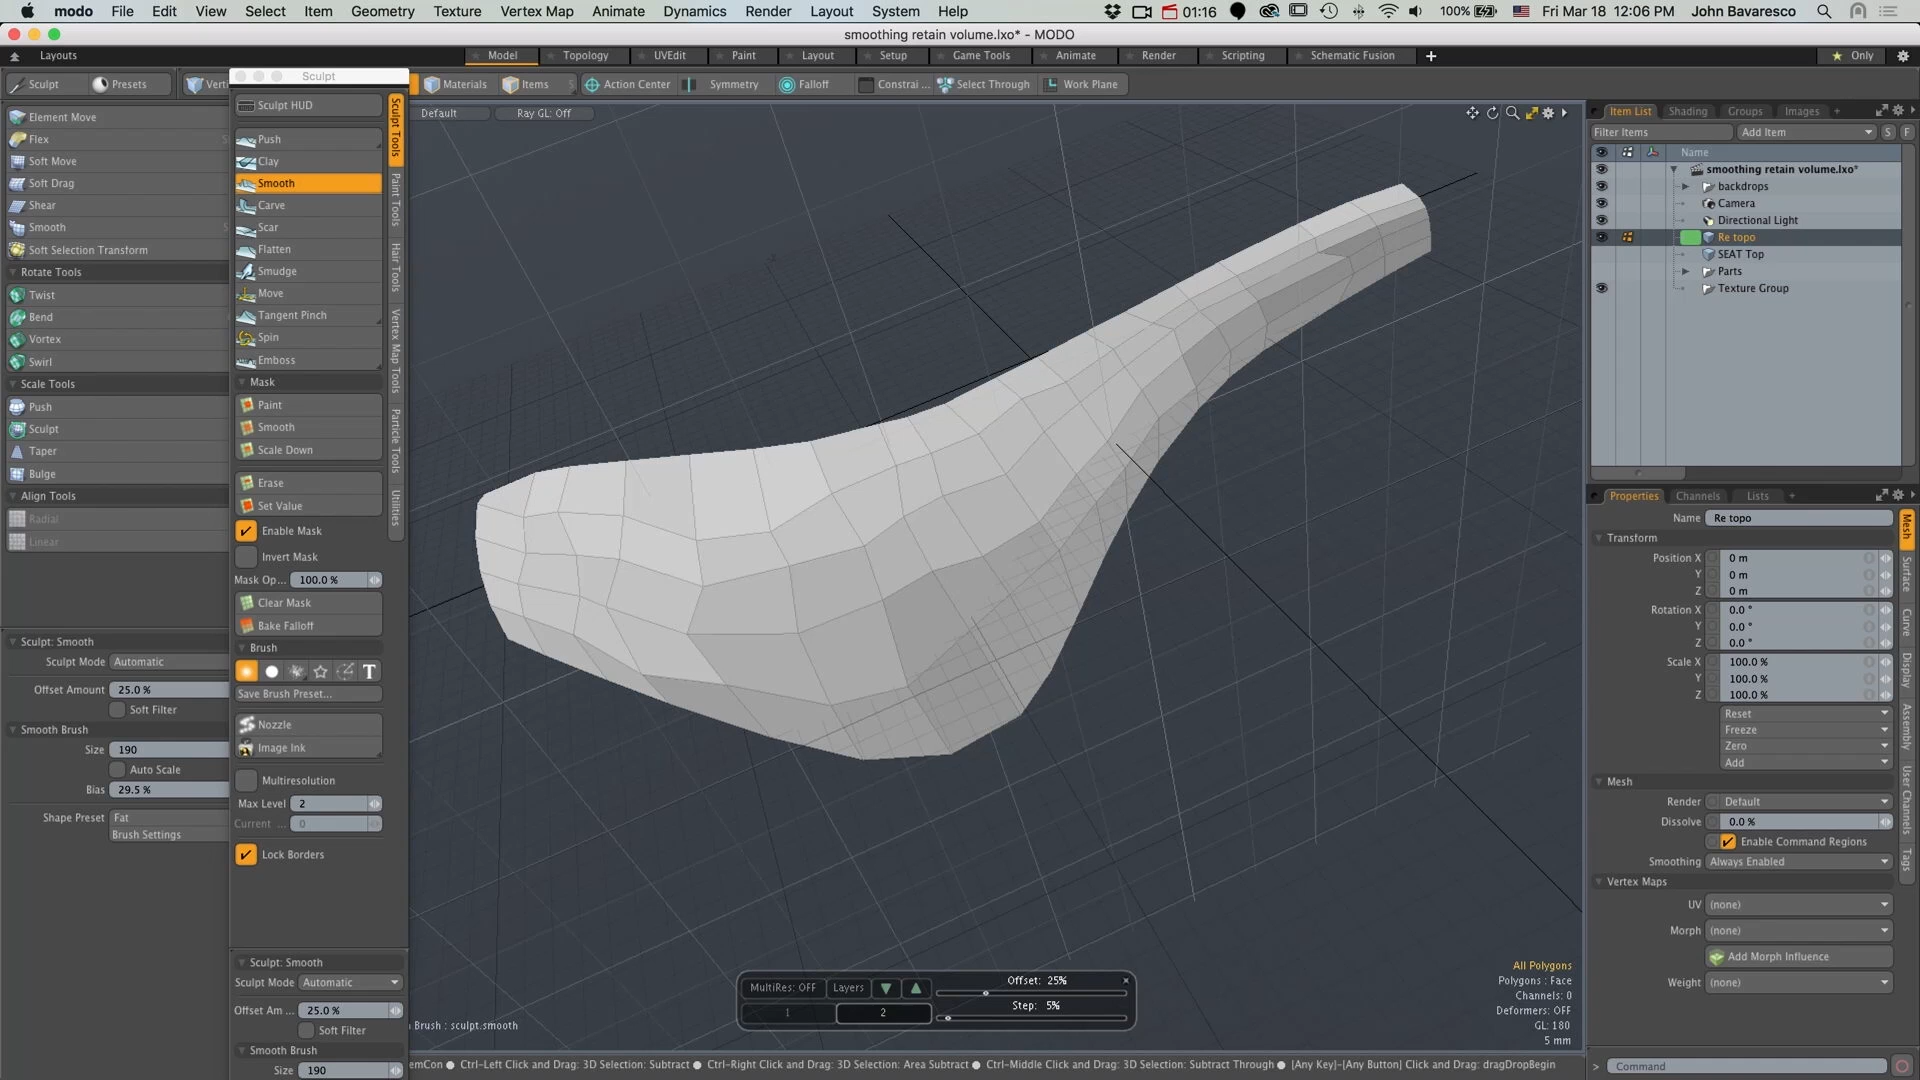 modo File Edit View Select Item Geometry Texture Vertex Map Animate Dynamics Render Layout System Help 01:16 100% Fri Mar 18 12:06 PM John Bavaresco
smoothing retain volume.lxo* - MODO
Layouts Model Topology UVEdit Paint Layout Setup Game Tools Animate Render Scripting Schematic Fusion + Only
Sculpt Presets Verti Materials Items Action Center Symmetry Falloff Constrai ... Select Through Work Plane
Element Move
Flex
Soft Move
Soft Drag
Shear
Smooth
Soft Selection Transform
Rotate Tools
Twist
Bend
Vortex
Swirl
Scale Tools
Push
Sculpt
Taper
Bulge
Align Tools
Radial
Linear
Sculpt: Smooth
Sculpt Mode Automatic
Offset Amount 25.0 %
Soft Filter
Smooth Brush
Size 190
Auto Scale
Bias 29.5 %
Shape Preset Fat
Brush Settings
Sculpt
Sculpt HUD
Push
Clay
Smooth
Carve
Scar
Flatten
Smudge
Move
Tangent Pinch
Spin
Emboss
Mask
Paint
Smooth
Scale Down
Erase
Set Value
Enable Mask
Invert Mask
Mask Op... 100.0 %
Clear Mask
Bake Falloff
Brush
T
Save Brush Preset...
Nozzle
Image Ink
Multiresolution
Max Level 2
Current ... 0
Lock Borders
Sculpt: Smooth
Sculpt Mode Automatic
Offset Am ... 25.0 %
Soft Filter
Smooth Brush
Size 190
Sculpt Tools
Paint Tools
Hair Tools
Vertex Map Tools
Particle Tools
Utilities
Default Ray GL: Off
MultiRes: OFF Layers Offset: 25%
1 2 Step: 5%
Brush : sculpt.smooth
All Polygons
Polygons : Face
Channels: 0
Deformers: OFF
GL: 180
5 mm
emCon ● Ctrl-Left Click and Drag: 3D Selection: Subtract ● Ctrl-Right Click and Drag: 3D Selection: Area Subtract ● Ctrl-Middle Click and Drag: 3D Selection: Subtract Through ● [Any Key]-[Any Button] Click and Drag: dragDropBegin
Item List Shading Groups Images +
Filter Items Add Item S F
Name
smoothing retain volume.lxo*
backdrops
Camera
Directional Light
Re topo
SEAT Top
Parts
Texture Group
Properties Channels Lists +
Name Re topo
Transform
Position X 0 m
Y 0 m
Z 0 m
Rotation X 0.0 °
Y 0.0 °
Z 0.0 °
Scale X 100.0 %
Y 100.0 %
Z 100.0 %
Reset
Freeze
Zero
Add
Mesh
Render Default
Dissolve 0.0 %
Enable Command Regions
Smoothing Always Enabled
Vertex Maps
UV (none)
Morph (none)
Add Morph Influence
Weight (none)
Mesh
Surface
Curve
Display
Assembly
User Channels
Tags
> Command